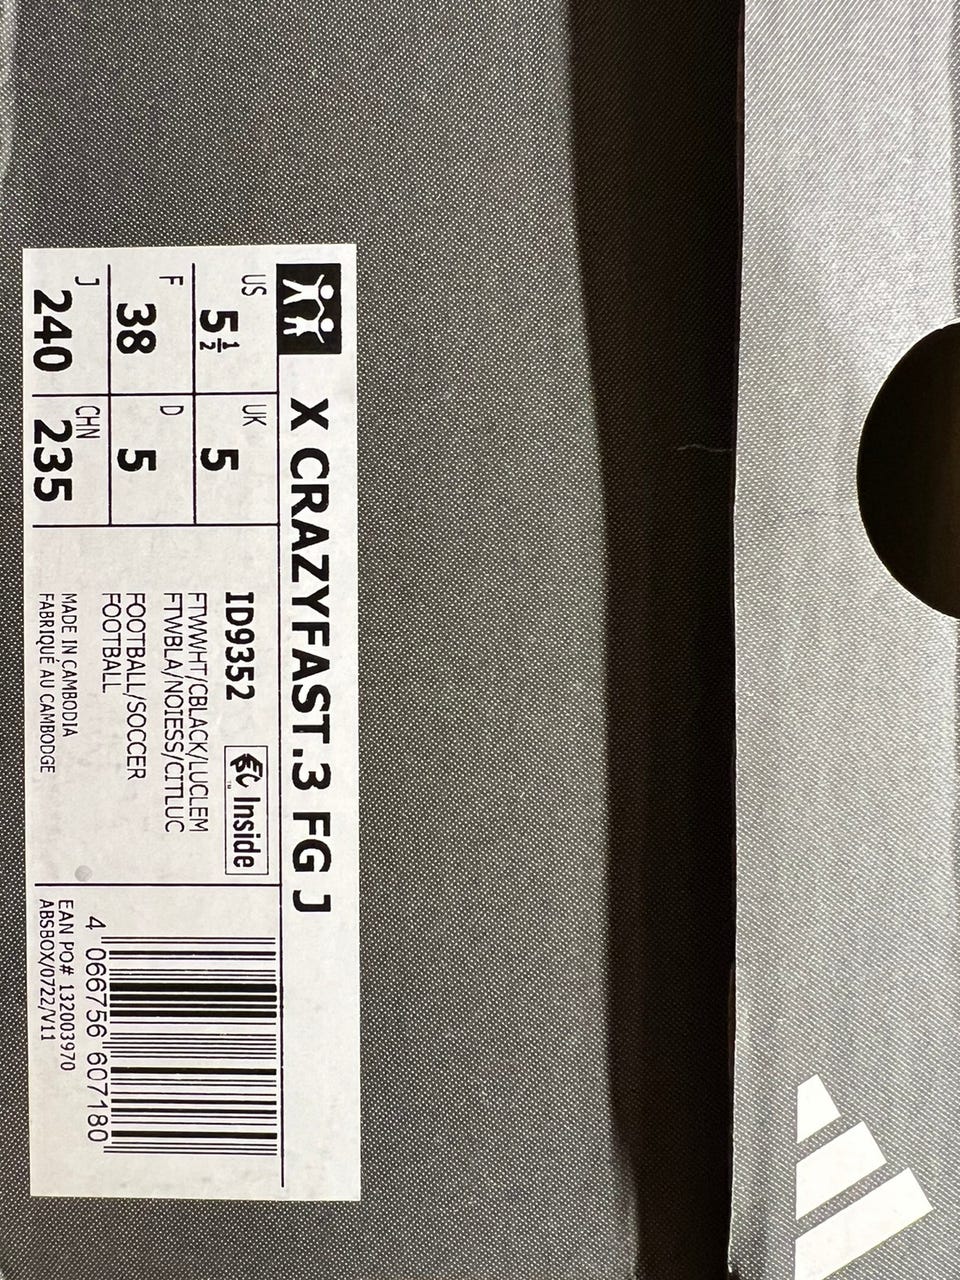 X CRAZYFAST.3 FG J
US 5½ UK 5
F 38 D 5
J 240 CHN 235
ID9352
EC Inside
FTWWHT/CBLACK/LUCLEM
FTWBLA/NOIESS/CITLUC
FOOTBALL/SOCCER
FOOTBALL
MADE IN CAMBODIA
FABRIQUÉ AU CAMBODGE
4 066756 607180
EAN PO# 132003970
ABSBOX/0722/V11